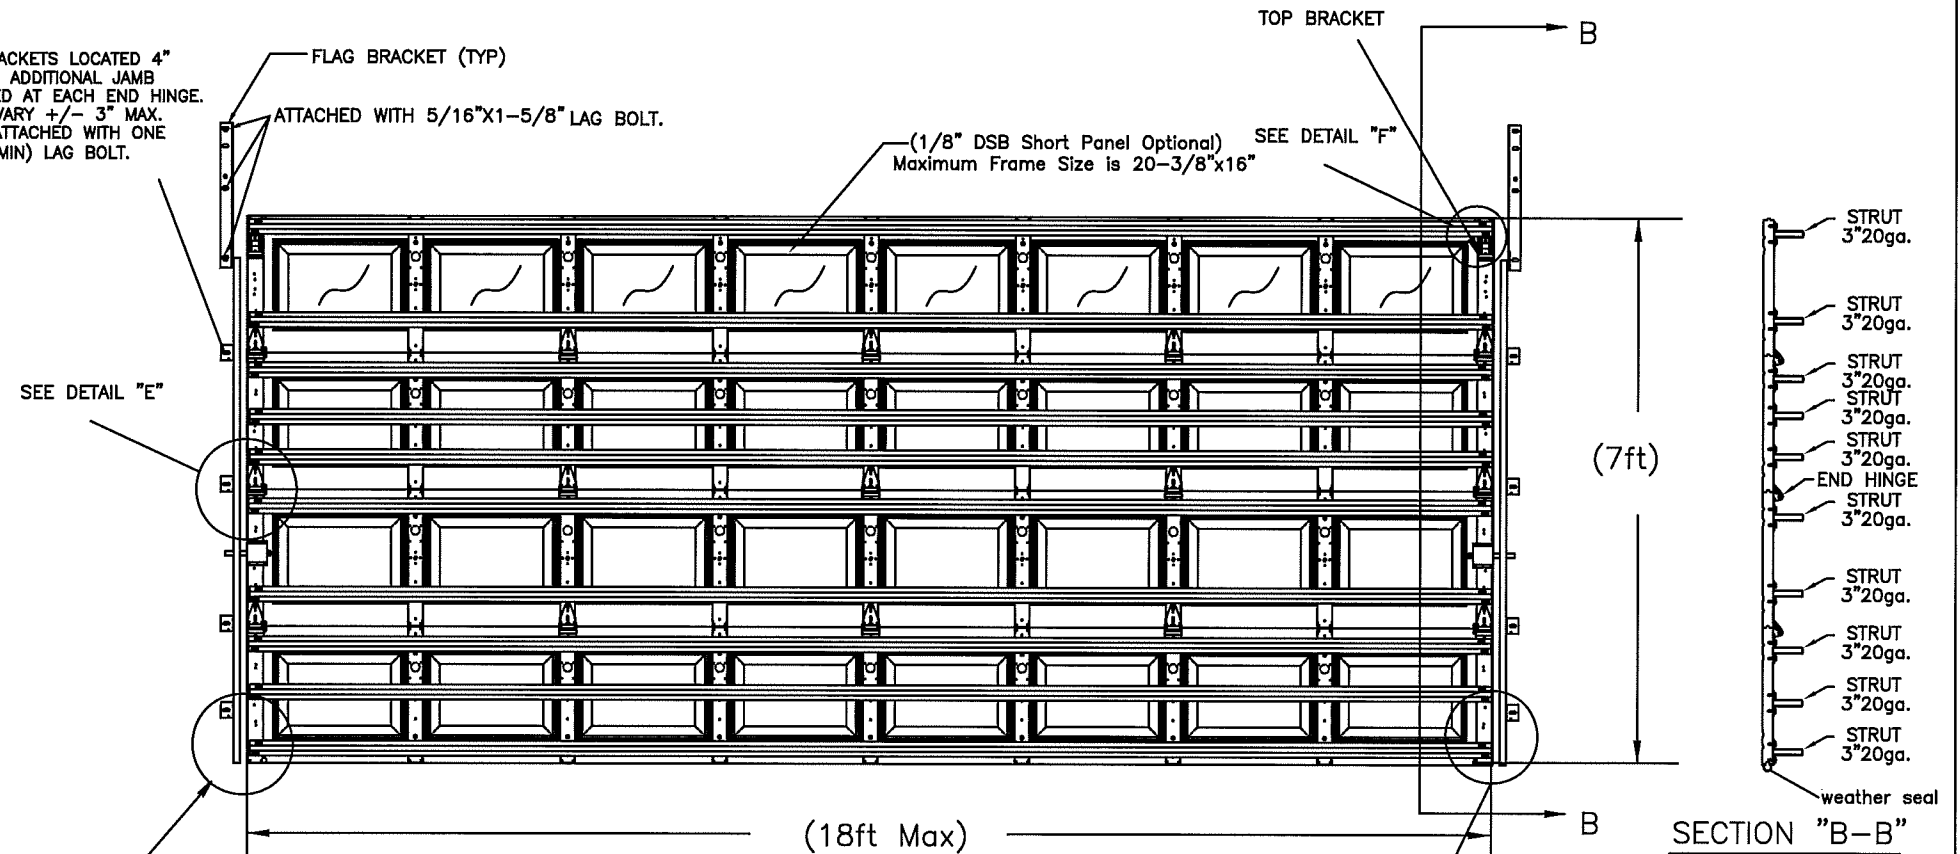 ACKETS LOCATED 4"
ADDITIONAL JAMB
ED AT EACH END HINGE.
VARY +/- 3" MAX.
ATTACHED WITH ONE
MIN) LAG BOLT.
FLAG BRACKET (TYP)
ATTACHED WITH 5/16"X1-5/8" LAG BOLT.
(1/8" DSB Short Panel Optional)
Maximum Frame Size is 20-3/8"x16"
TOP BRACKET
SEE DETAIL "F"
B
SEE DETAIL "E"
(7ft)
(18ft Max)
B
STRUT
3"20ga.
STRUT
3"20ga.
STRUT
3"20ga.
STRUT
3"20ga.
STRUT
3"20ga.
END HINGE
STRUT
3"20ga.
STRUT
3"20ga.
STRUT
3"20ga.
STRUT
3"20ga.
STRUT
3"20ga.
weather seal
SECTION "B-B"